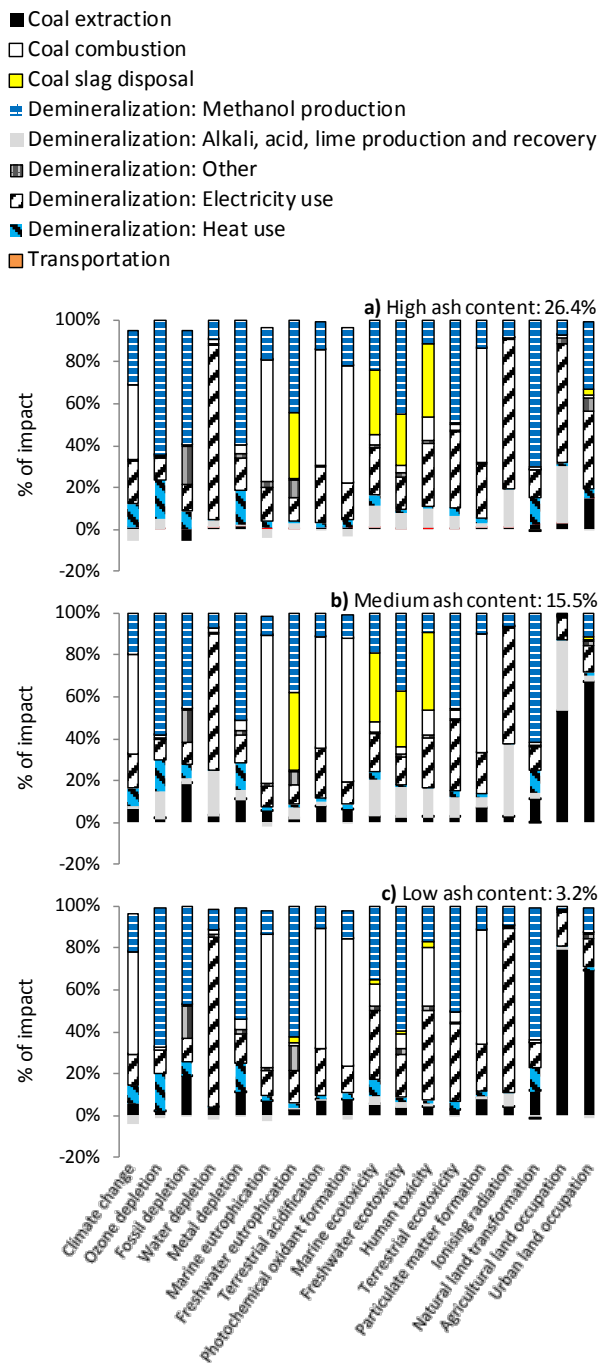 Coal extraction
Coal combustion
Coal slag disposal
Demineralization: Methanol production
Demineralization: Alkali, acid, lime production and recovery
Demineralization: Other
Demineralization: Electricity use
Demineralization: Heat use
Transportation
a) High ash content: 26.4%
100%
80%
60%
40%
20%
0%
-20%
% of impact
b) Medium ash content: 15.5%
100%
80%
60%
40%
20%
0%
-20%
% of impact
c) Low ash content: 3.2%
100%
80%
60%
40%
20%
0%
-20%
% of impact
Climate change
Ozone depletion
Fossil depletion
Water depletion
Metal depletion
Marine eutrophication
Freshwater eutrophication
Terrestrial acidification
Photochemical oxidant formation
Marine ecotoxicity
Freshwater ecotoxicity
Human toxicity
Terrestrial ecotoxicity
Particulate matter formation
Ionising radiation
Natural land transformation
Agricultural land occupation
Urban land occupation